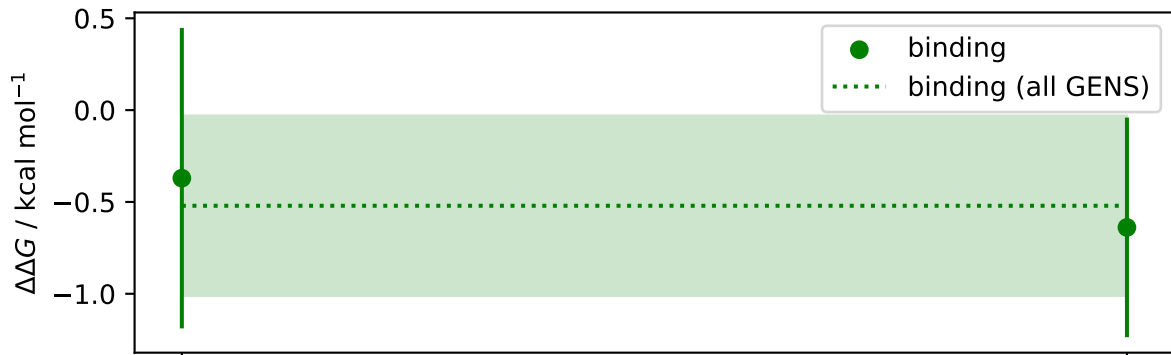 0.5
binding
binding (all GENS)
0.0
−0.5
−1.0
ΔΔG / kcal mol⁻¹